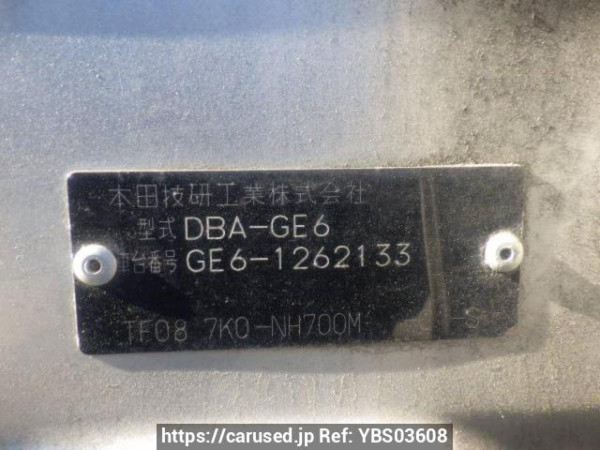 本田技研工業株式会社
型式 DBA-GE6
車台番号 GE6-1262133
TF08 7K0-NH700M -S
https://carused.jp Ref: YBS03608